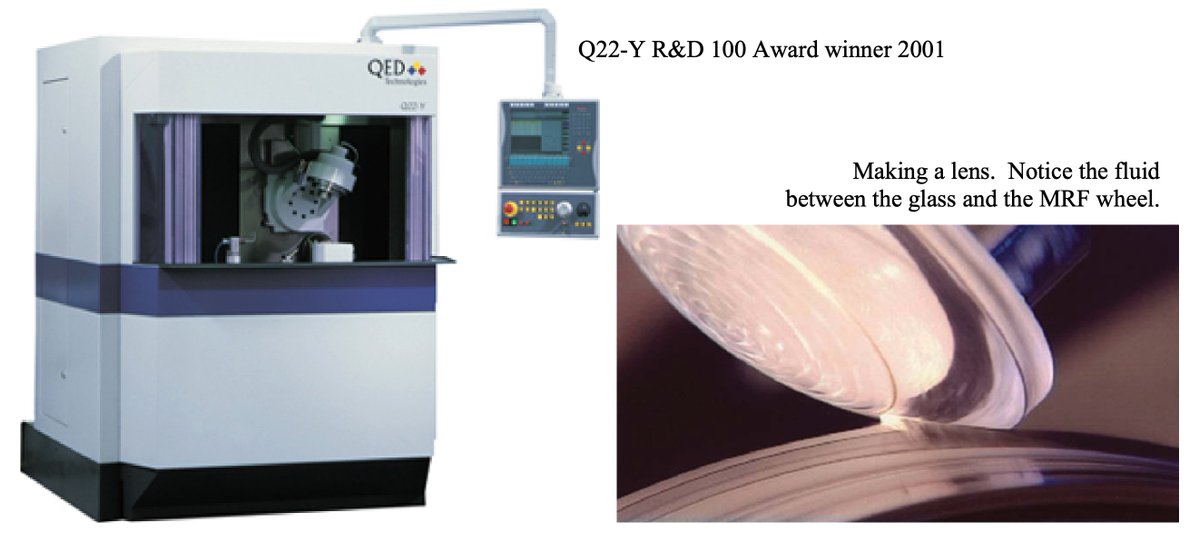 Q22-Y R&D 100 Award winner 2001
QED
Technologies
Q22-Y
Making a lens.  Notice the fluid
between the glass and the MRF wheel.